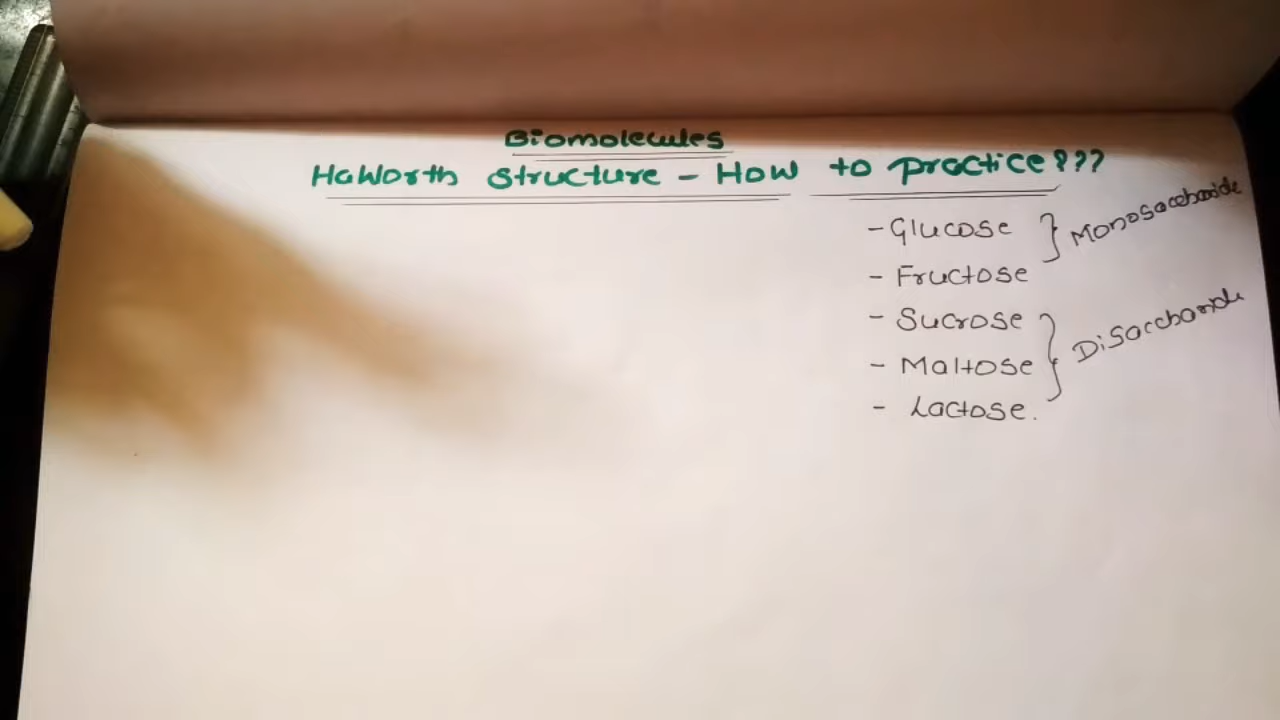 Biomolecules
Haworth structure - How to practice???
- Glucose } Monosaccharide
- Fructose
- Sucrose
- Maltose } Disaccharide
- Lactose.